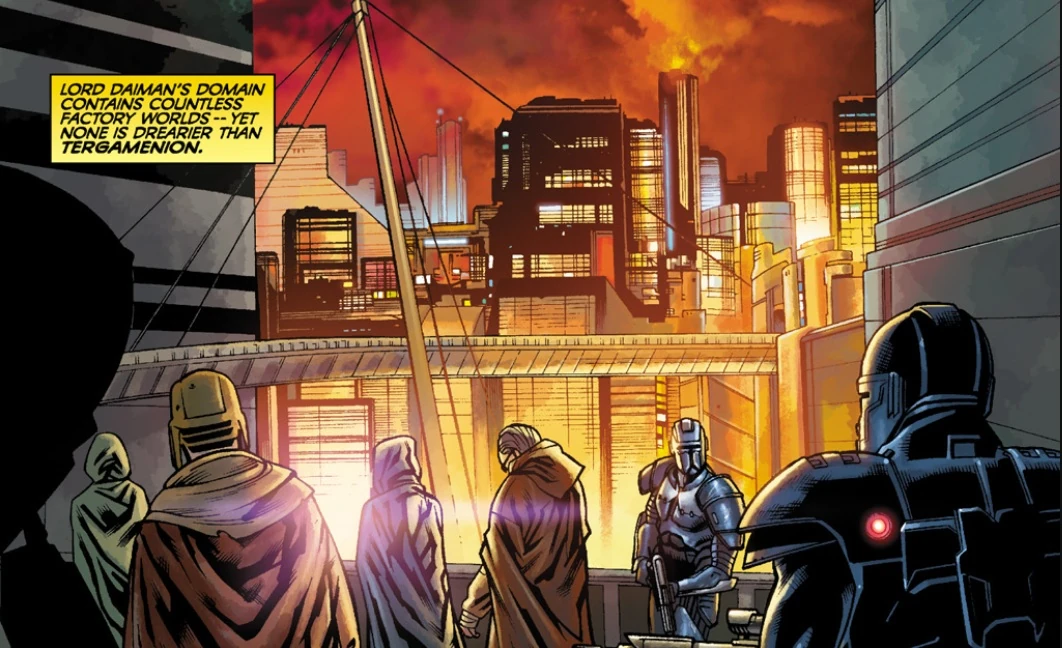 LORD DAIMAN'S DOMAIN
CONTAINS COUNTLESS
FACTORY WORLDS -- YET
NONE IS DREARIER THAN
TERGAMENION.